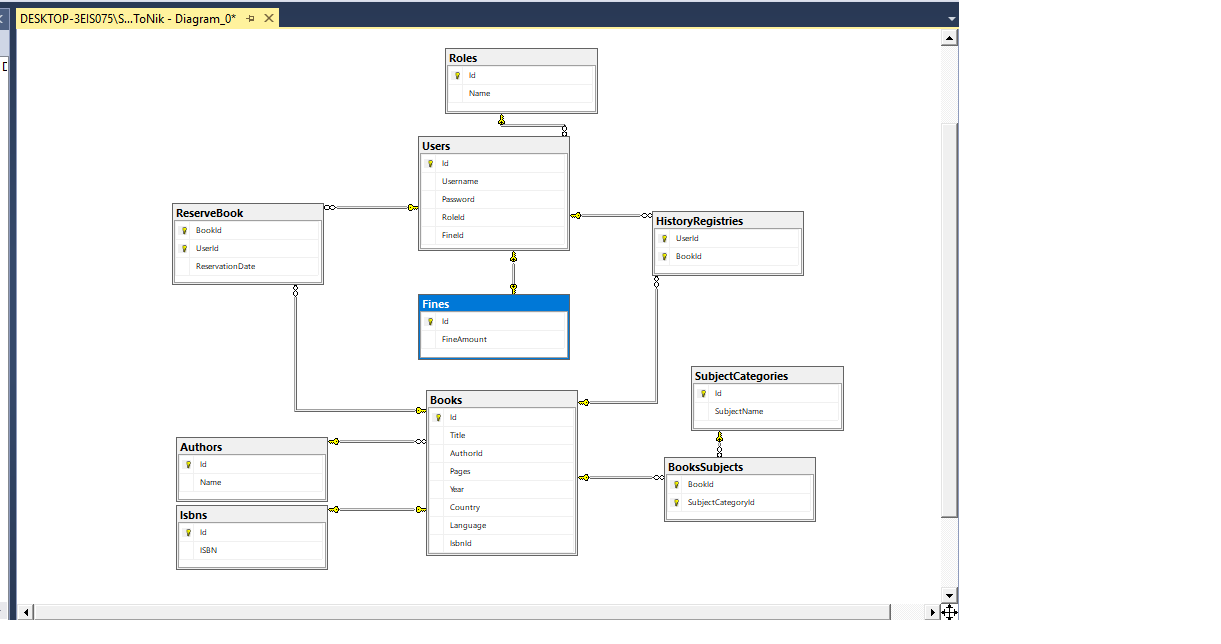 DESKTOP-3EIS075\S...ToNik - Diagram_0*
Roles
Id
Name
Users
Id
Username
Password
RoleId
FineId
ReserveBook
BookId
UserId
ReservationDate
HistoryRegistries
UserId
BookId
Fines
Id
FineAmount
SubjectCategories
Id
SubjectName
Books
Id
Title
AuthorId
Pages
Year
Country
Language
IsbnId
Authors
Id
Name
BooksSubjects
BookId
SubjectCategoryId
Isbns
Id
ISBN